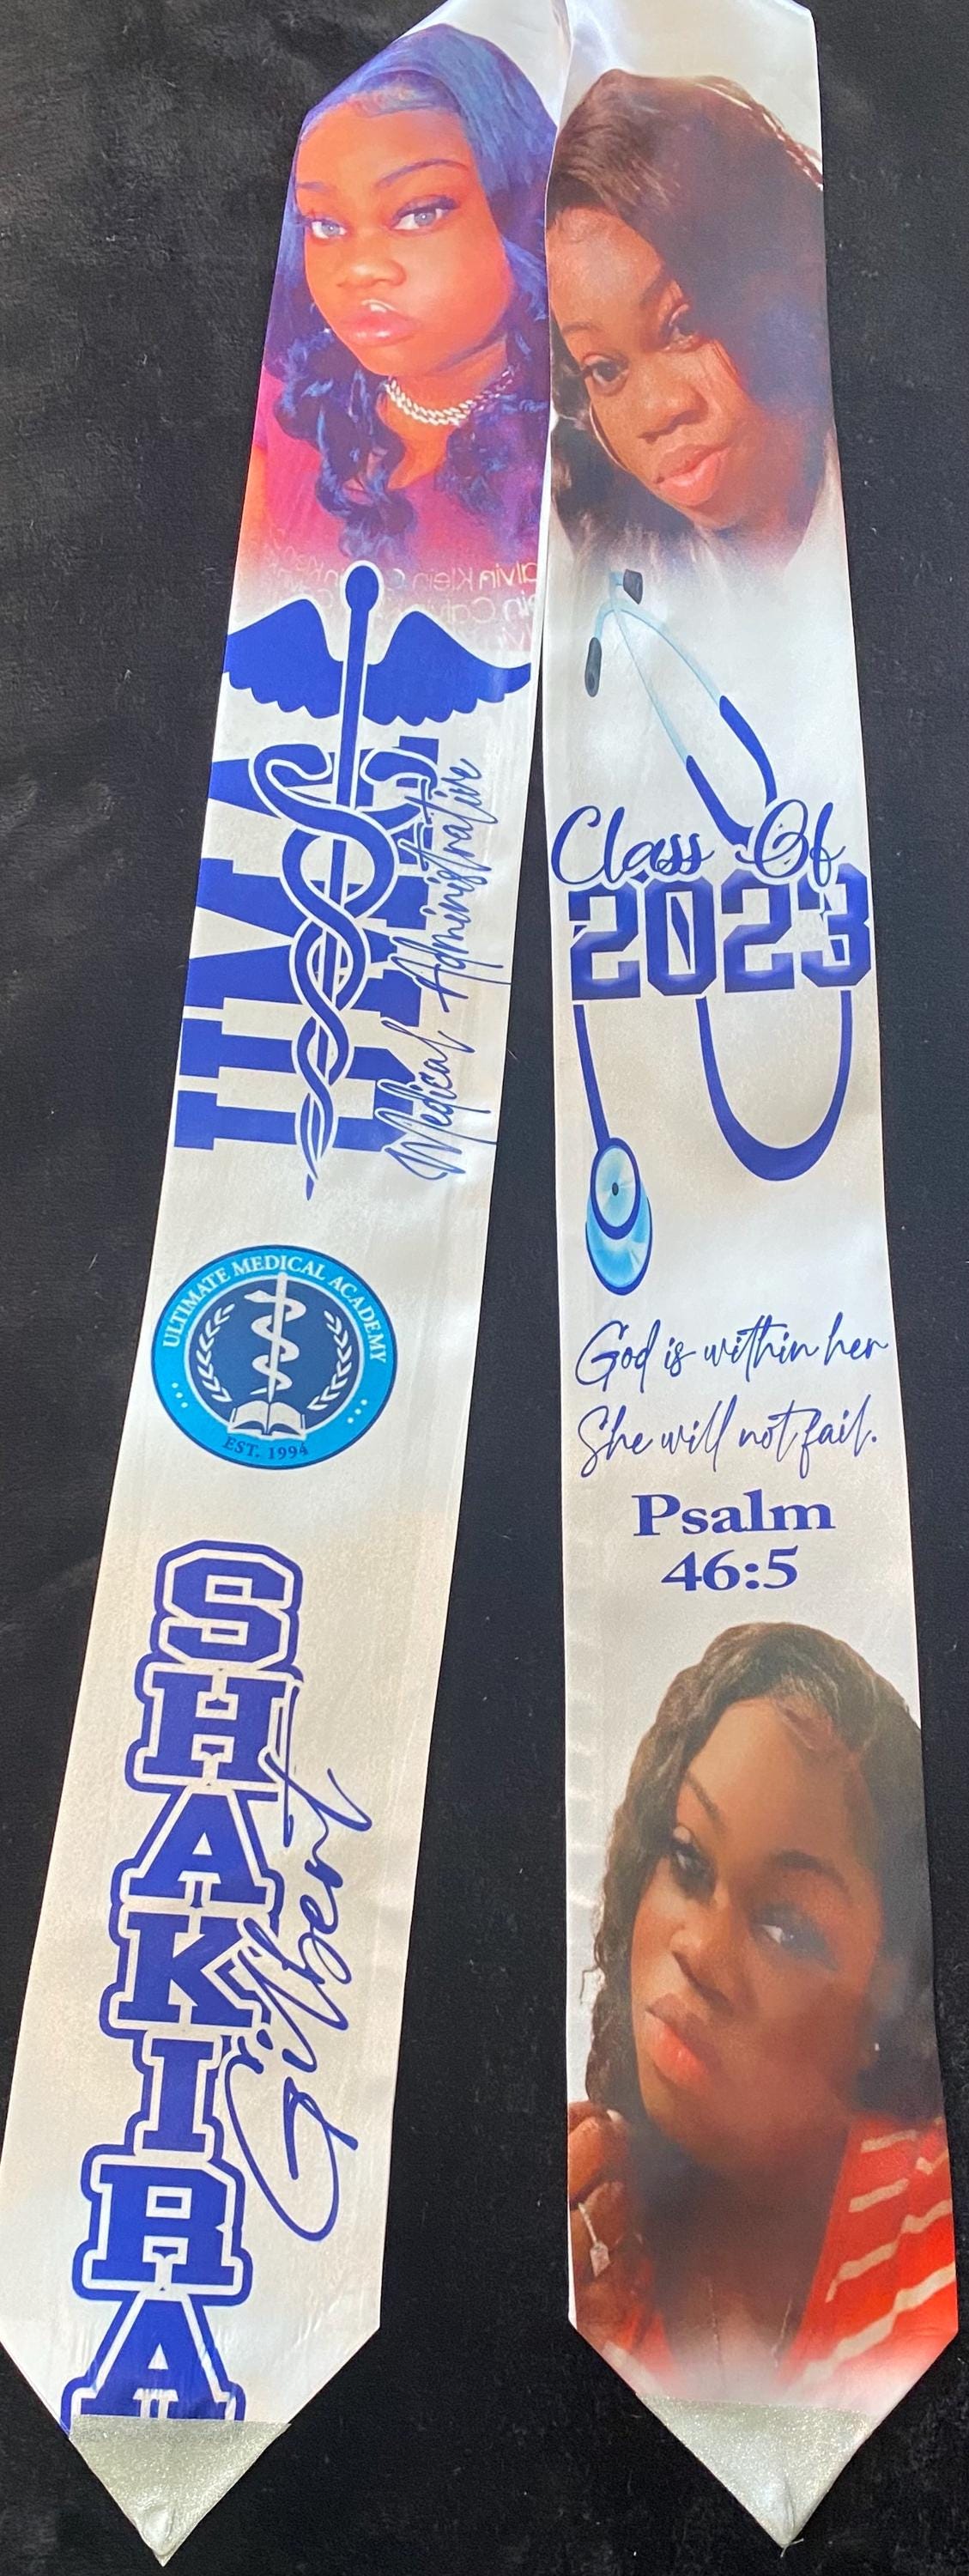 Medical Administrative
ULTIMATE MEDICAL ACADEMY
EST. 1994
SHAKIRA
Gilbert
Class Of
2023
God is within her
She will not fail.
Psalm
46:5